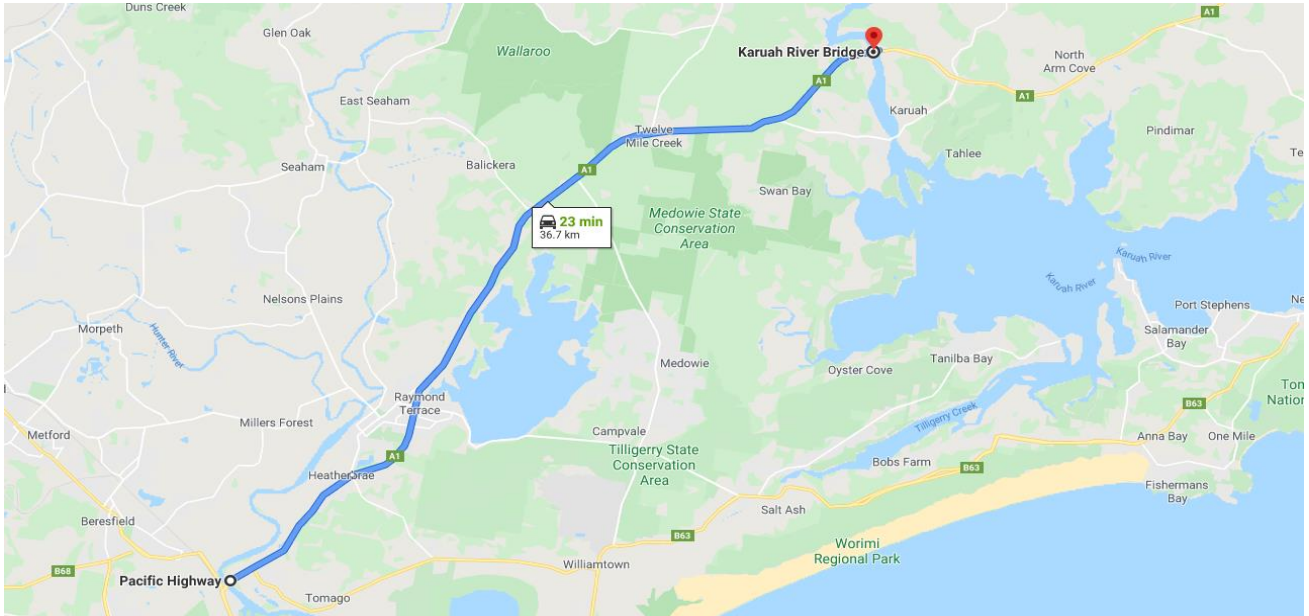 Duns Creek
Glen Oak
Wallaroo
A1
Karuah River Bridge
North
Arm Cove
A1
A1
East Seaham
Karuah
Twelve
Mile Creek
Pindimar
Seaham
Balickera
A1
Tahlee
Swan Bay
23 min
36.7 km
Medowie State
Conservation
Area
Karuah River
Karuah River
Nelsons Plains
Port Stephens
Morpeth
Hunter River
Salamander
Bay
Medowie
Tanilba Bay
Oyster Cove
Raymond
Terrace
Millers Forest
Tilligerry Creek
B63
Metford
Campvale
Anna Bay
One Mile
A1
Tilligerry State
Conservation
Area
Bobs Farm
B63
Heatherbrae
Fishermans
Bay
Salt Ash
Beresfield
B63
Worimi
Regional Park
B68
Williamtown
Pacific Highway
Tomago